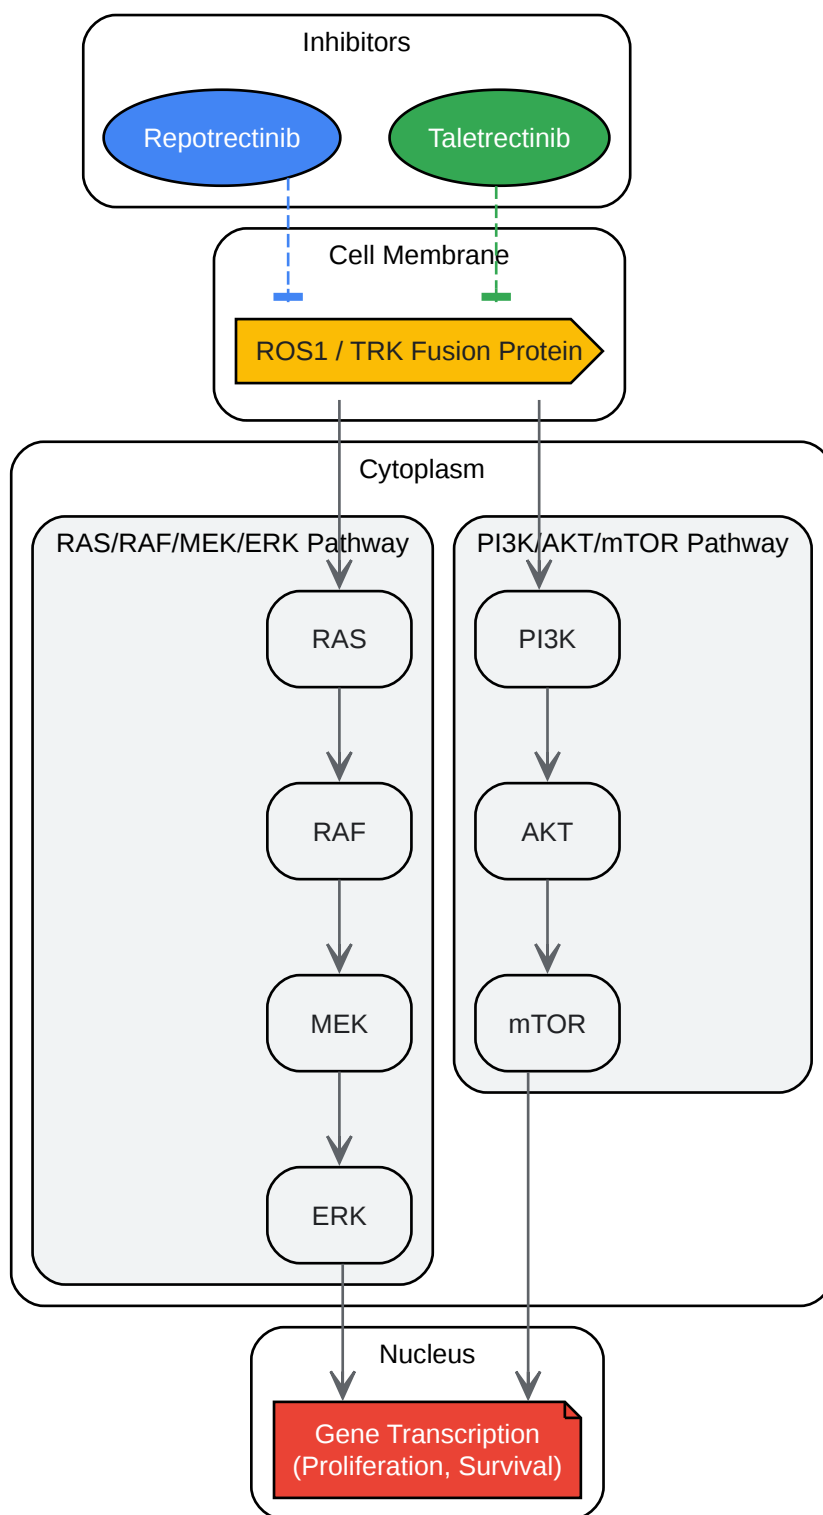 Inhibitors
Repotrectinib
Taletrectinib
Cell Membrane
ROS1 / TRK Fusion Protein
Cytoplasm
RAS/RAF/MEK/ERK Pathway
PI3K/AKT/mTOR Pathway
RAS
PI3K
RAF
AKT
MEK
mTOR
ERK
Nucleus
Gene Transcription
(Proliferation, Survival)